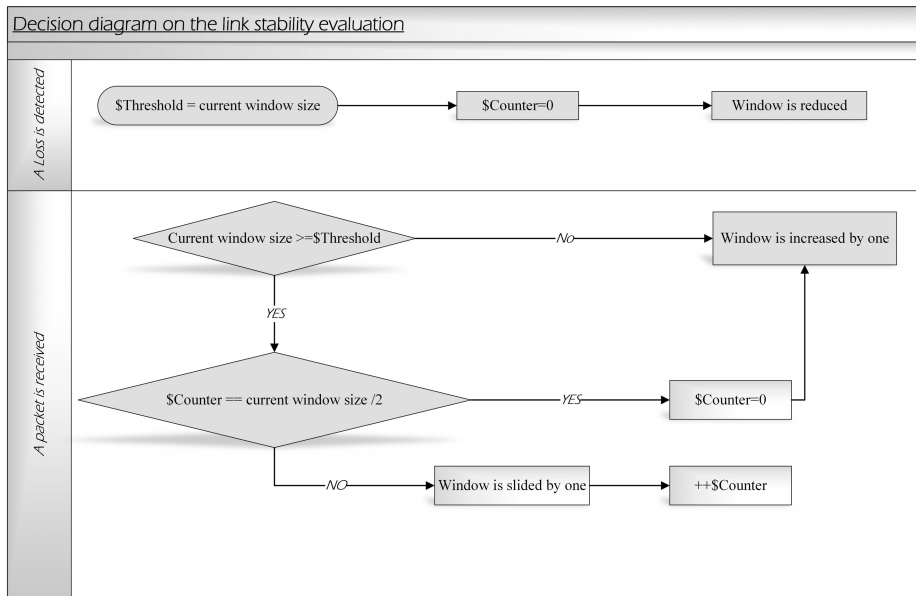 Decision diagram on the link stability evaluation
A Loss is detected
$Threshold = current window size
$Counter=0
Window is reduced
A packet is received
Current window size >=$Threshold
No
Window is increased by one
YES
$Counter == current window size /2
YES
$Counter=0
NO
Window is slided by one
++$Counter